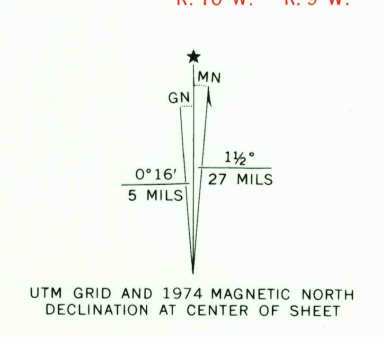 R. 10 W. R. 9 W.
★
MN
GN
0°16′ 1½°
5 MILS 27 MILS
UTM GRID AND 1974 MAGNETIC NORTH
DECLINATION AT CENTER OF SHEET